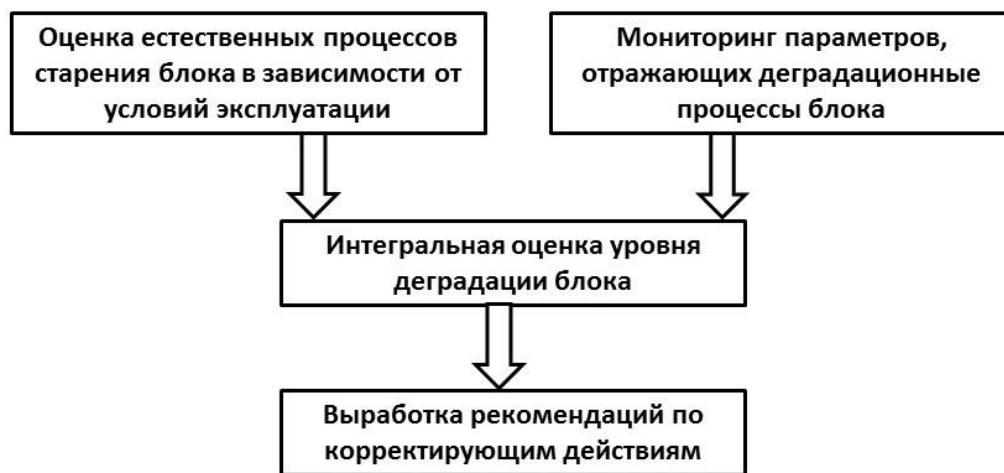 Оценка естественных процессов
старения блока в зависимости от
условий эксплуатации
Мониторинг параметров,
отражающих деградационные
процессы блока
Интегральная оценка уровня
деградации блока
Выработка рекомендаций по
корректирующим действиям